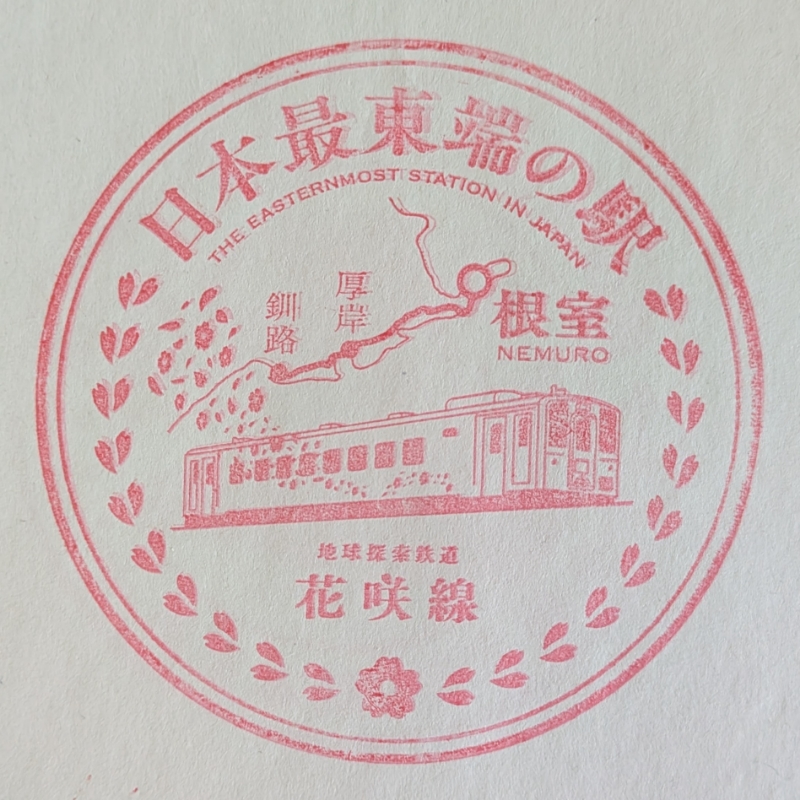 日本最東端の駅
THE EASTERNMOST STATION IN JAPAN
厚岸
釧路
根室
NEMURO
地球探索鉄道
花咲線